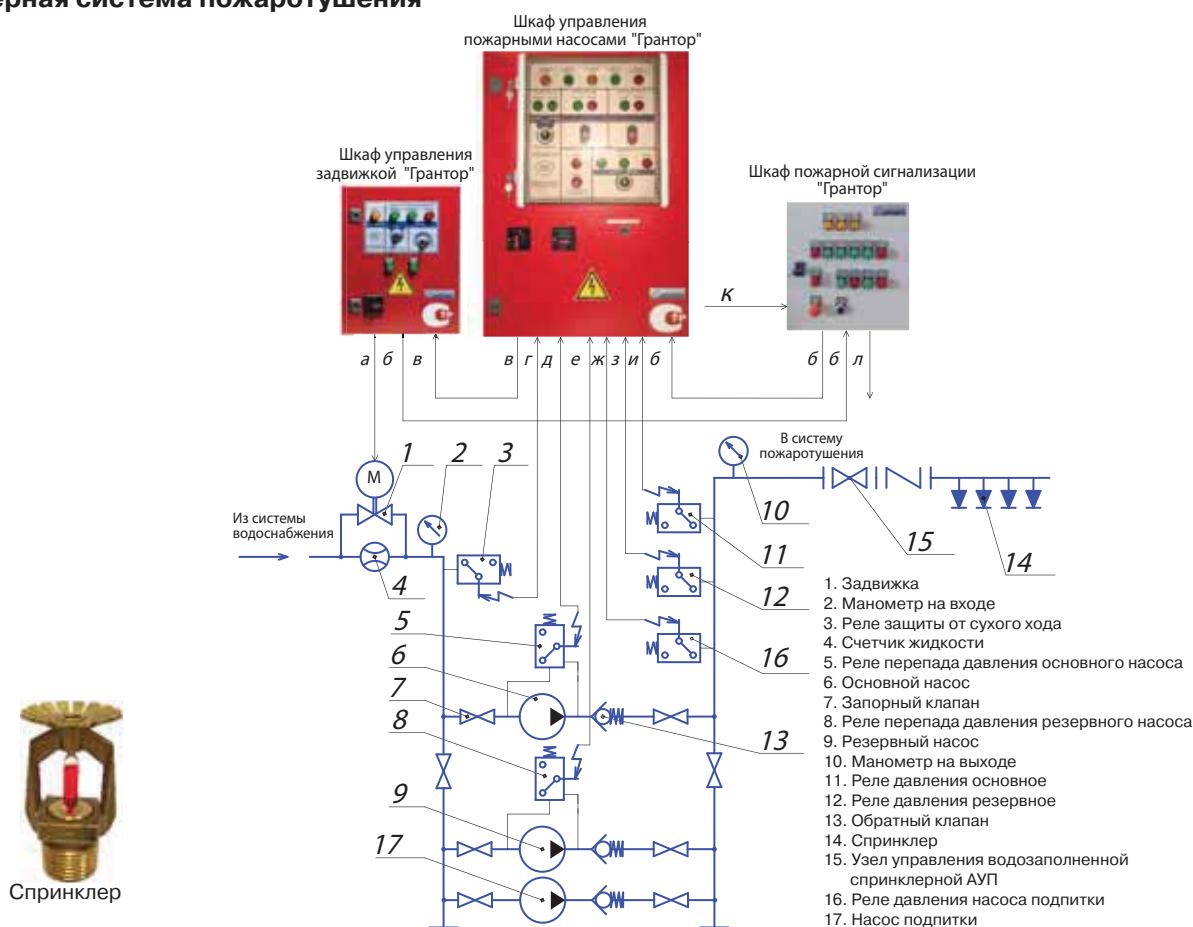 ерная система пожаротушения
Шкаф управления
пожарными насосами "Грантор"
Шкаф управления
задвижкой "Грантор"
Шкаф пожарной сигнализации
"Грантор"
к
а б в
в г д е ж з и б
б б л
В систему
пожаротушения
Из системы
водоснабжения
М
1
2
3
4
5
6
7
8
9
17
10
11
12
16
13
15
14
1. Задвижка
2. Манометр на входе
3. Реле защиты от сухого хода
4. Счетчик жидкости
5. Реле перепада давления основного насоса
6. Основной насос
7. Запорный клапан
8. Реле перепада давления резервного насоса
9. Резервный насос
10. Манометр на выходе
11. Реле давления основное
12. Реле давления резервное
13. Обратный клапан
14. Спринклер
15. Узел управления водозаполненной
спринклерной АУП
16. Реле давления насоса подпитки
17. Насос подпитки
Спринклер